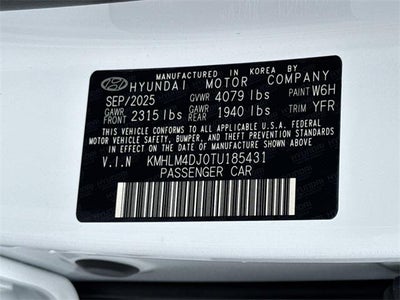 MANUFACTURED IN KOREA BY
HYUNDAI MOTOR COMPANY
SEP/2025 GVWR 4079 lbs PAINT W6H
GAWR FRONT 2315 lbs GAWR REAR 1940 lbs TRIM YFR
THIS VEHICLE CONFORMS TO ALL APPLICABLE FEDERAL
MOTOR VEHICLE SAFETY, BUMPER, AND THEFT PREVENTION
STANDARDS IN EFFECT ON THE DATE OF MANUFACTURE
SHOWN ABOVE.
V.I.N KMHLM4DJ0TU185431
PASSENGER CAR